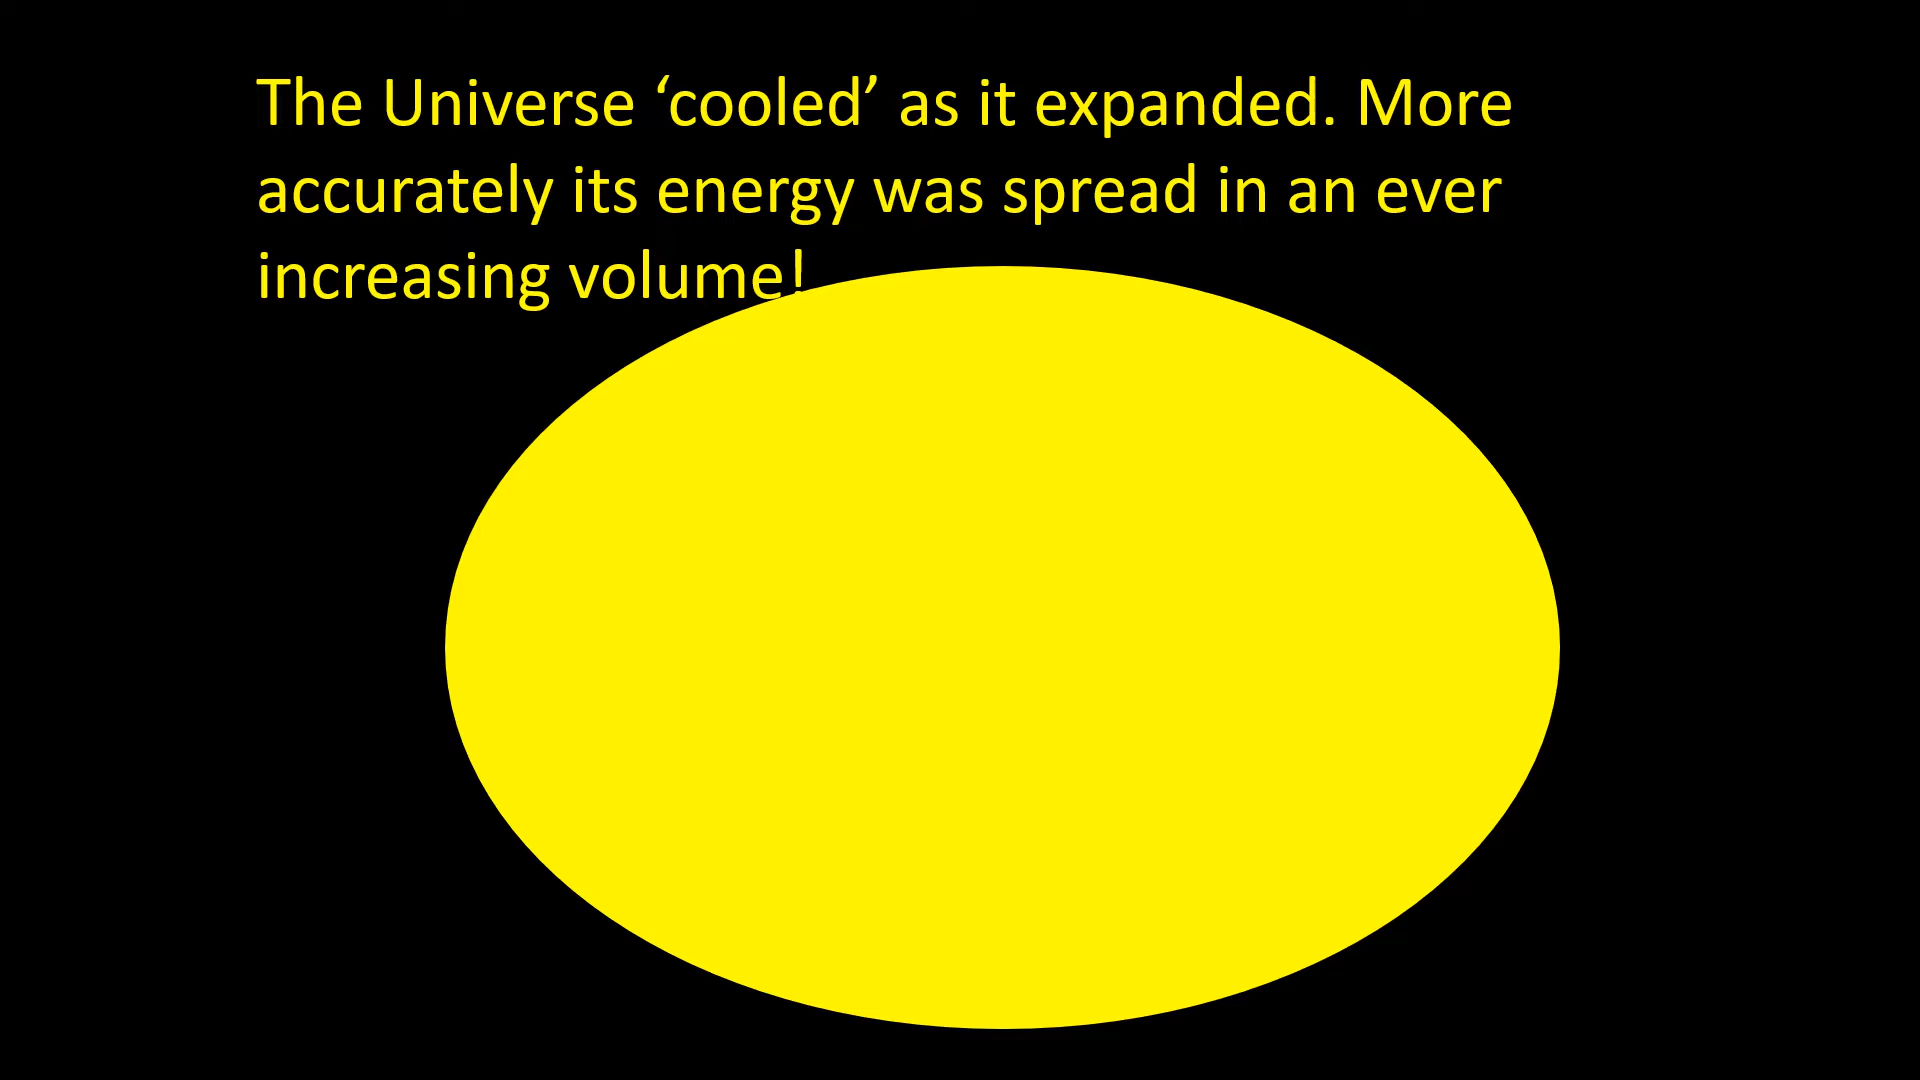 The Universe ‘cooled’ as it expanded. More
accurately its energy was spread in an ever
increasing volume!